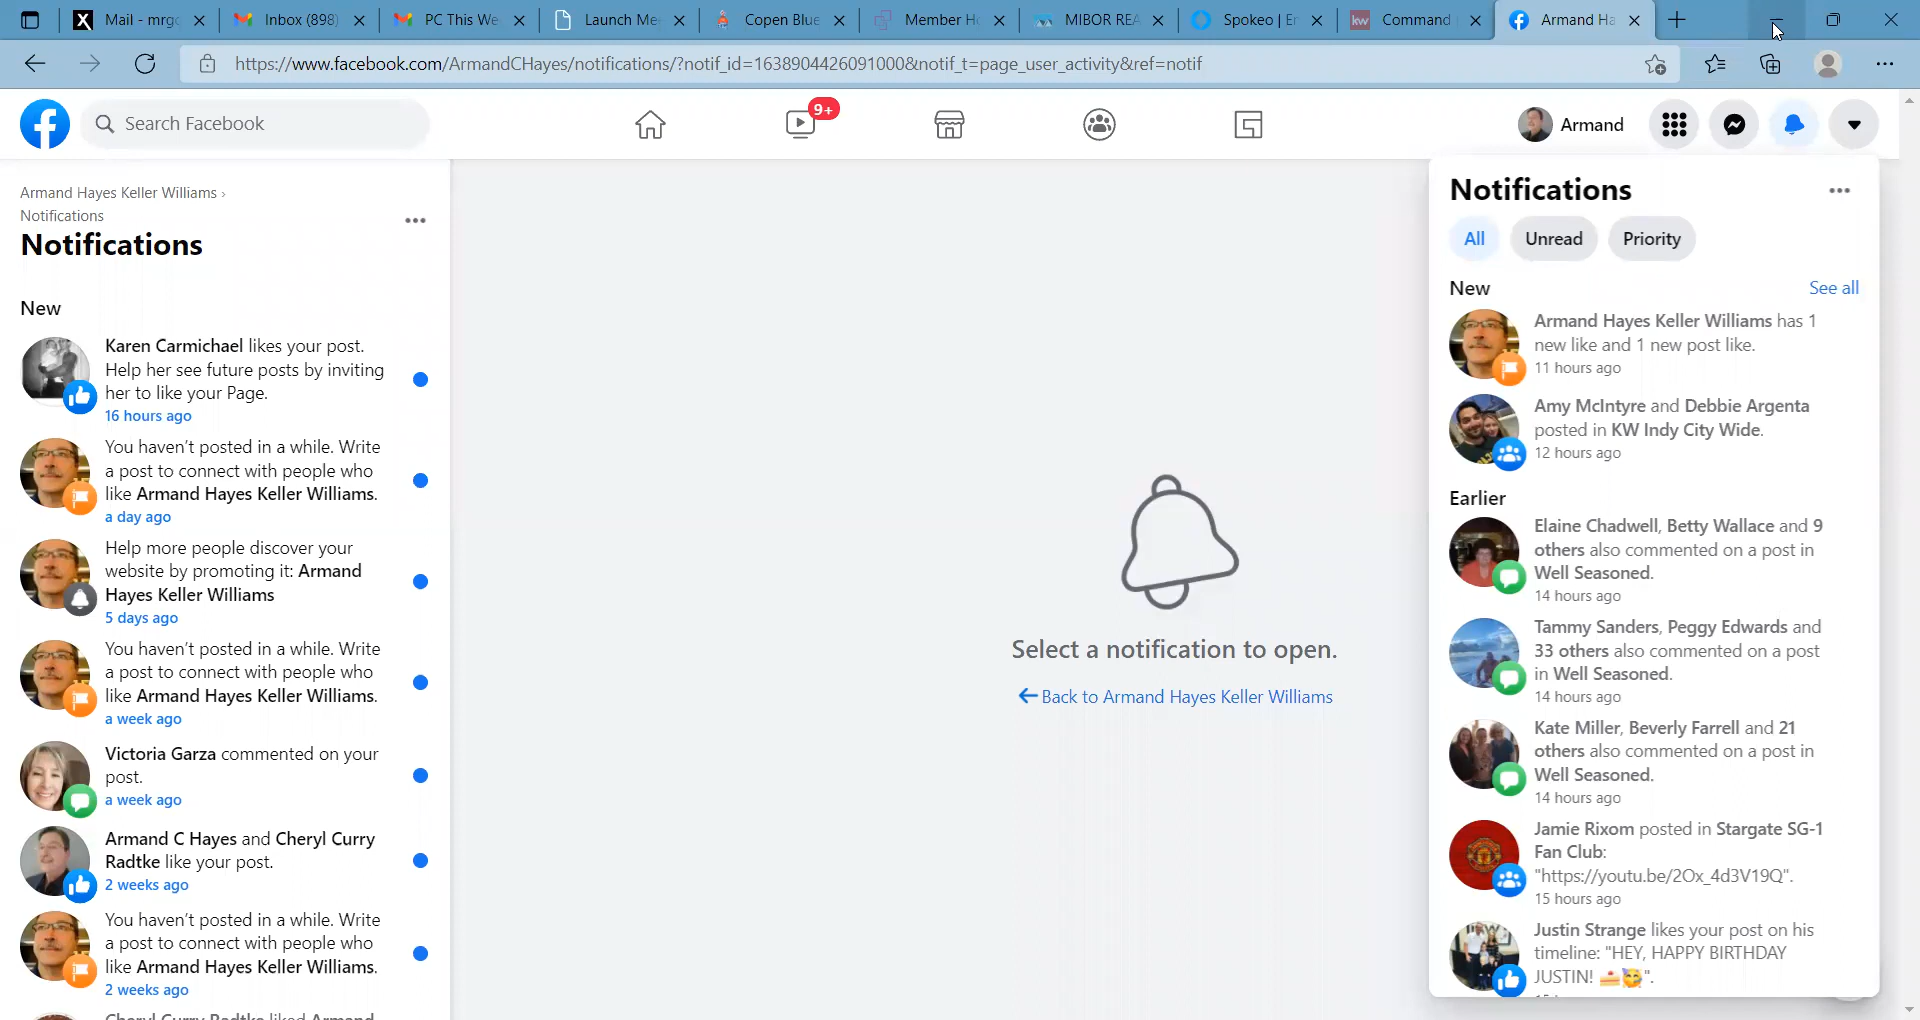 Mail - mrgc
Inbox (898)
PC This We
Launch Me
Copen Blue
Member Ho
MIBOR REA
Spokeo | Er
kw Command
Armand Ha
https://www.facebook.com/ArmandCHayes/notifications/?notif_id=1638904426091000&notif_t=page_user_activity&ref=notif
Search Facebook
9+
Armand
Armand Hayes Keller Williams ›
Notifications
Notifications
New
Karen Carmichael likes your post.
Help her see future posts by inviting
her to like your Page.
16 hours ago
You haven't posted in a while. Write
a post to connect with people who
like Armand Hayes Keller Williams.
a day ago
Help more people discover your
website by promoting it: Armand
Hayes Keller Williams
5 days ago
You haven't posted in a while. Write
a post to connect with people who
like Armand Hayes Keller Williams.
a week ago
Victoria Garza commented on your
post.
a week ago
Armand C Hayes and Cheryl Curry
Radtke like your post.
2 weeks ago
You haven't posted in a while. Write
a post to connect with people who
like Armand Hayes Keller Williams.
2 weeks ago
Cheryl Curry Radtke liked Armand
Select a notification to open.
Back to Armand Hayes Keller Williams
Notifications
All Unread Priority
New See all
Armand Hayes Keller Williams has 1
new like and 1 new post like.
11 hours ago
Amy McIntyre and Debbie Argenta
posted in KW Indy City Wide.
12 hours ago
Earlier
Elaine Chadwell, Betty Wallace and 9
others also commented on a post in
Well Seasoned.
14 hours ago
Tammy Sanders, Peggy Edwards and
33 others also commented on a post
in Well Seasoned.
14 hours ago
Kate Miller, Beverly Farrell and 21
others also commented on a post in
Well Seasoned.
14 hours ago
Jamie Rixom posted in Stargate SG-1
Fan Club:
"https://youtu.be/2Ox_4d3V19Q".
15 hours ago
Justin Strange likes your post on his
timeline: "HEY, HAPPY BIRTHDAY
JUSTIN! 🍰🥳".